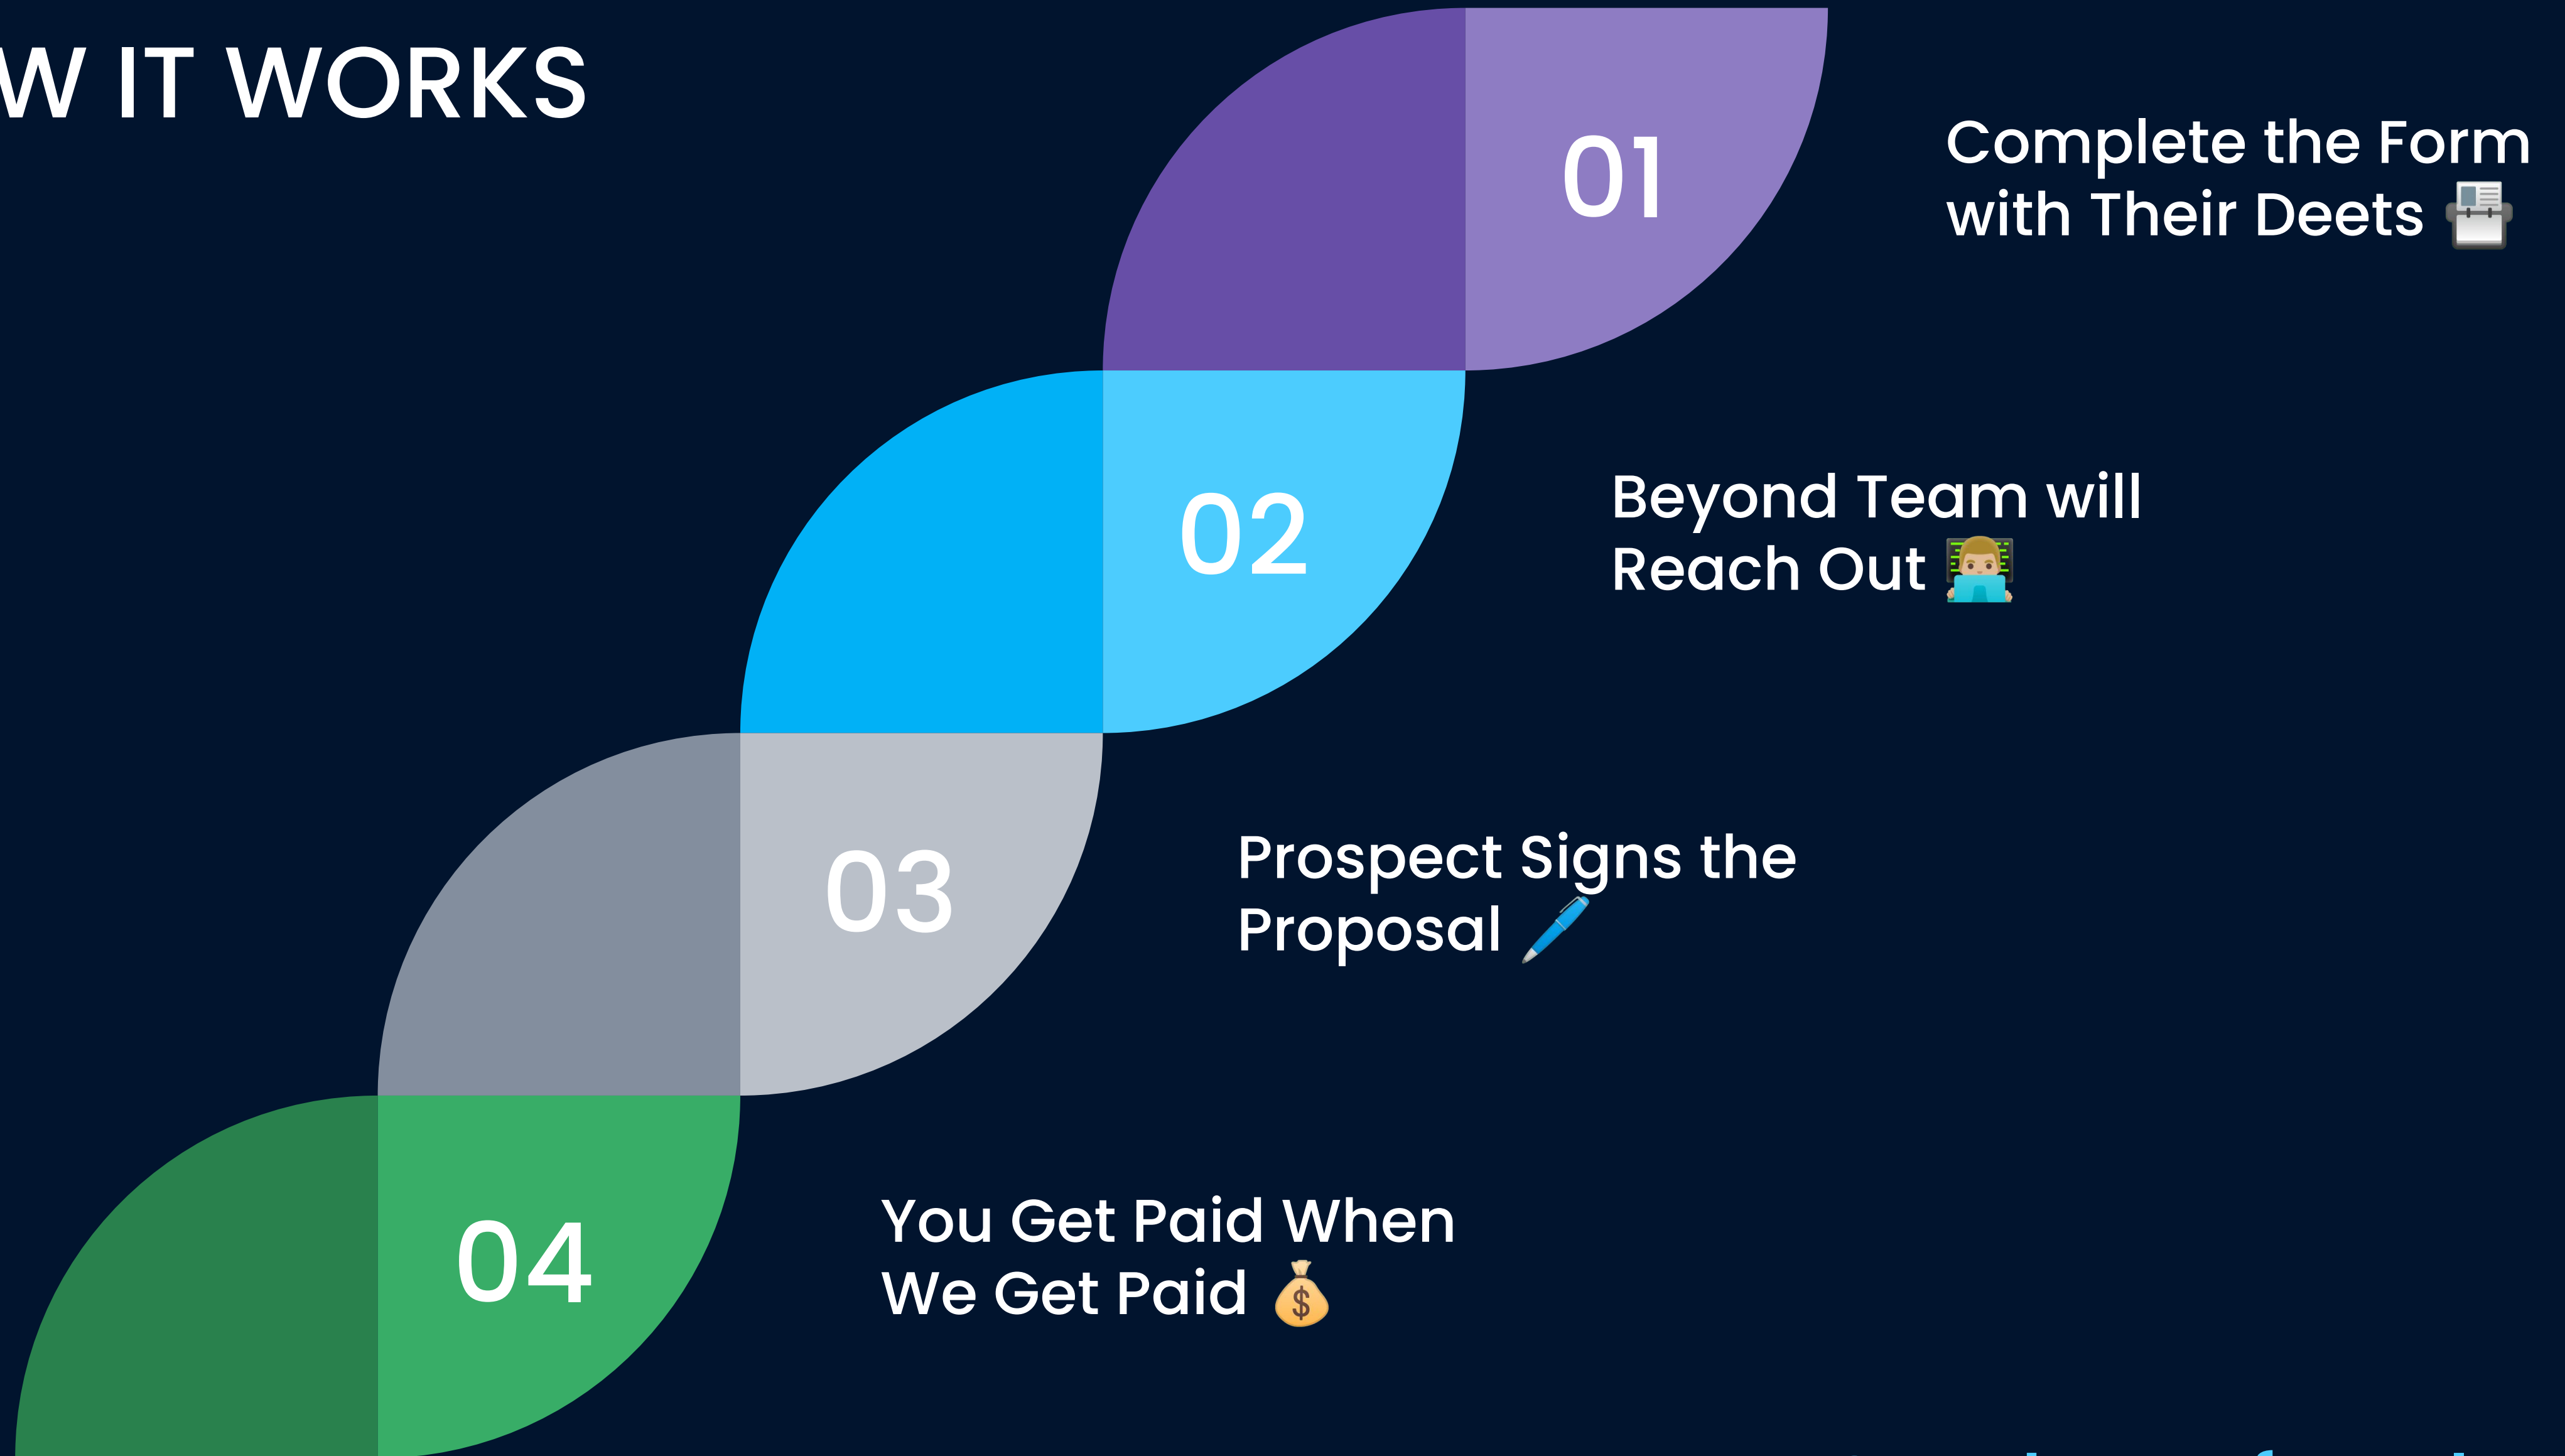 W IT WORKS
01
Complete the Form
with Their Deets
02
Beyond Team will
Reach Out
03
Prospect Signs the
Proposal
04
You Get Paid When
We Get Paid